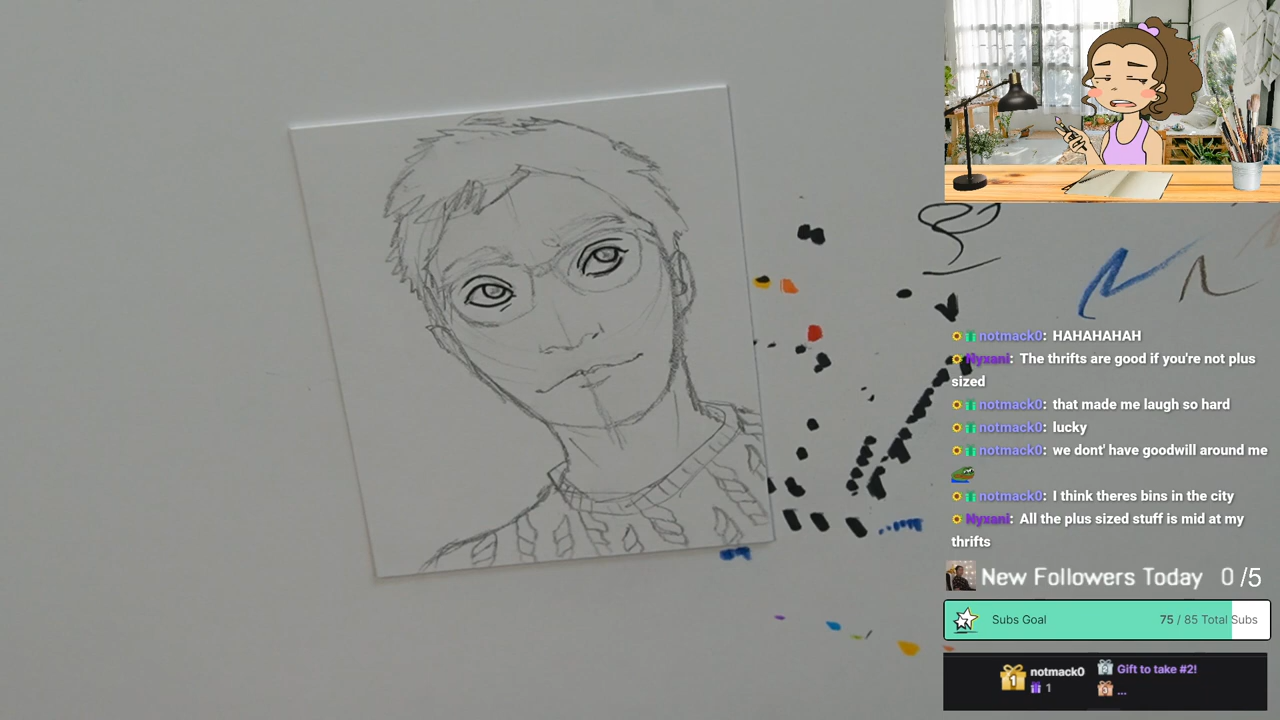 notmack0: HAHAHAHAH
Nyxani: The thrifts are good if you're not plus
sized
notmack0: that made me laugh so hard
notmack0: lucky
notmack0: we dont' have goodwill around me
notmack0: I think theres bins in the city
Nyxani: All the plus sized stuff is mid at my
thrifts
New Followers Today 0 /5
Subs Goal 75 / 85 Total Subs
1 notmack0 Gift to take #2!
1 ...